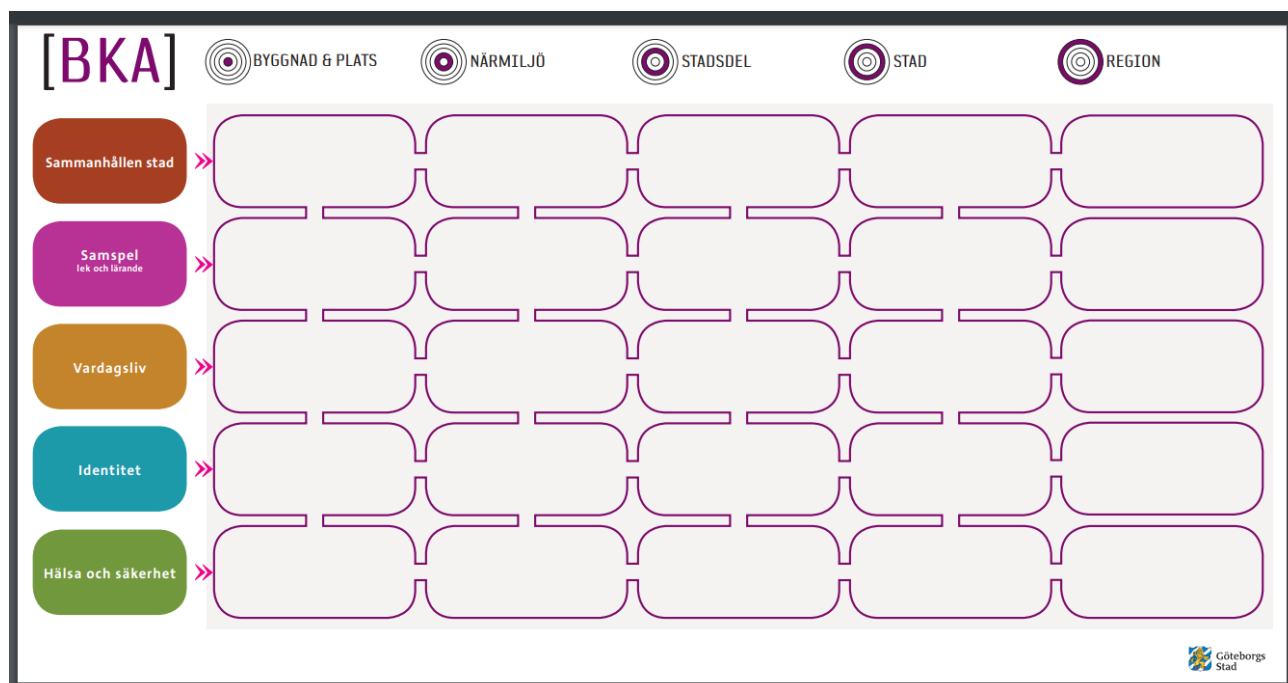 [BKA]
BYGGNAD & PLATS
NÄRMILJÖ
STADSDEL
STAD
REGION
Sammanhållen stad
Samspel
lek och lärande
Vardagsliv
Identitet
Hälsa och säkerhet
Göteborgs
Stad